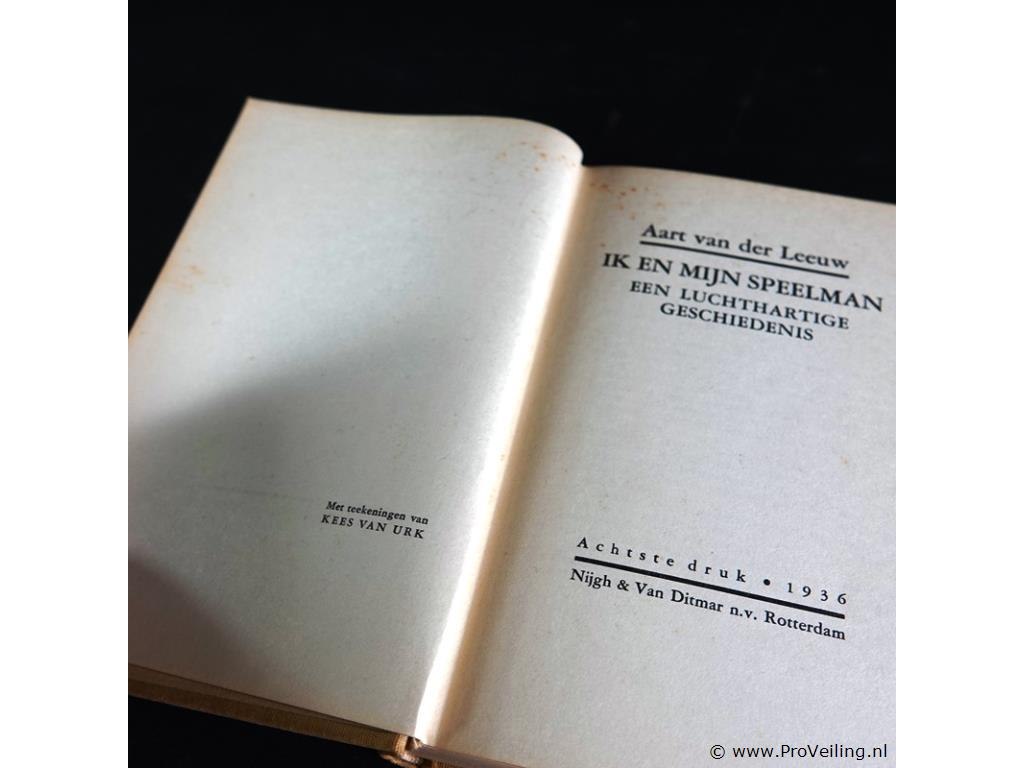 Met teekeningen van
KEES VAN URK
Aart van der Leeuw
IK EN MIJN SPEELMAN
EEN LUCHTHARTIGE
GESCHIEDENIS
Achtste druk • 1936
Nijgh & Van Ditmar n.v. Rotterdam
© www.ProVeiling.nl